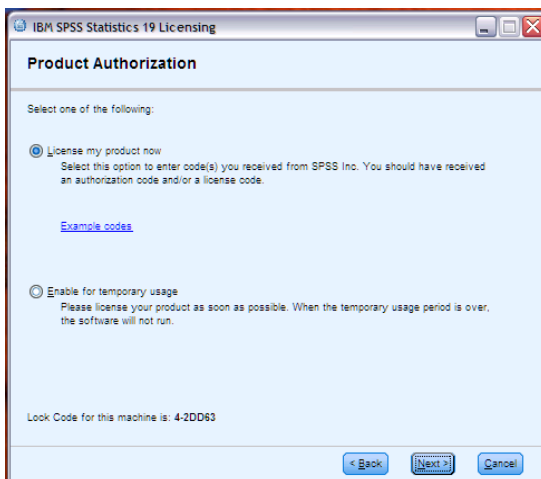 IBM SPSS Statistics 19 Licensing
Product Authorization
Select one of the following:
License my product now
Select this option to enter code(s) you received from SPSS Inc. You should have received
an authorization code and/or a license code.
Example codes
Enable for temporary usage
Please license your product as soon as possible. When the temporary usage period is over,
the software will not run.
Lock Code for this machine is: 4-2DD63
< Back
Next >
Cancel